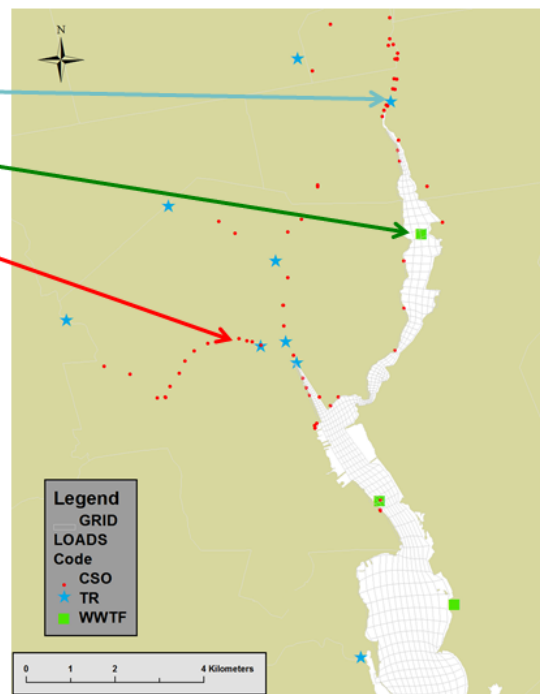 N
Legend
GRID
LOADS
Code
CSO
TR
WWTF
0 1 2 4 Kilometers